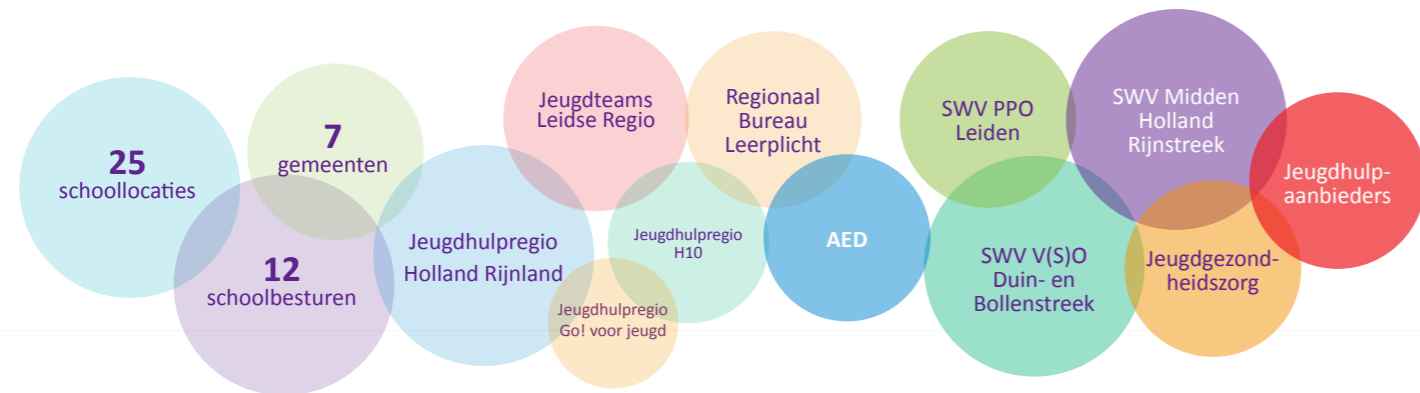 25
schoollocaties
7
gemeenten
12
schoolbesturen
Jeugdhulpregio
Holland Rijnland
Jeugdteams
Leidse Regio
Jeugdhulpregio
Go! voor jeugd
Jeugdhulpregio
H10
Regionaal
Bureau
Leerplicht
AED
SWV PPO
Leiden
SWV V(S)O
Duin- en
Bollenstreek
SWV Midden
Holland
Rijnstreek
Jeugdgezond-
heidszorg
Jeugdhulp-
aanbieders